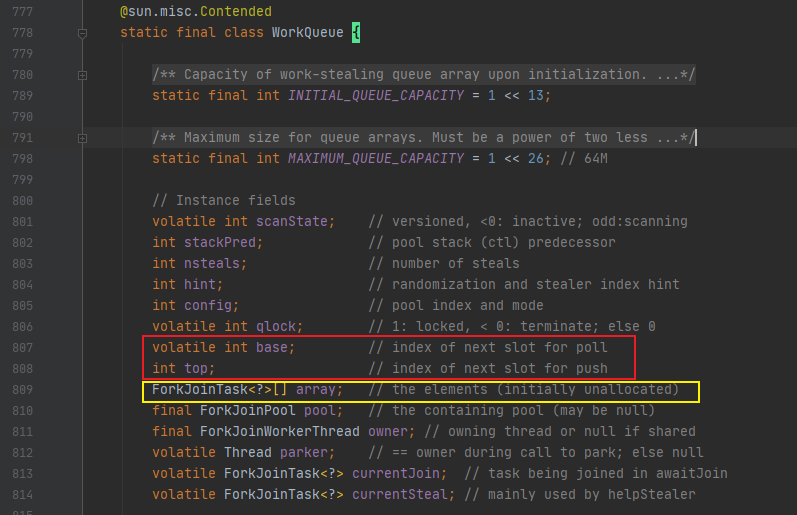 777 @sun.misc.Contended
778 static final class WorkQueue {
779
780 /** Capacity of work-stealing queue array upon initialization. ...*/
789 static final int INITIAL_QUEUE_CAPACITY = 1 << 13;
790
791 /** Maximum size for queue arrays. Must be a power of two less ...*/
798 static final int MAXIMUM_QUEUE_CAPACITY = 1 << 26; // 64M
799
800 // Instance fields
801 volatile int scanState; // versioned, <0: inactive; odd:scanning
802 int stackPred; // pool stack (ctl) predecessor
803 int nsteals; // number of steals
804 int hint; // randomization and stealer index hint
805 int config; // pool index and mode
806 volatile int qlock; // 1: locked, < 0: terminate; else 0
807 volatile int base; // index of next slot for poll
808 int top; // index of next slot for push
809 ForkJoinTask<?>[] array; // the elements (initially unallocated)
810 final ForkJoinPool pool; // the containing pool (may be null)
811 final ForkJoinWorkerThread owner; // owning thread or null if shared
812 volatile Thread parker; // == owner during call to park; else null
813 volatile ForkJoinTask<?> currentJoin; // task being joined in awaitJoin
814 volatile ForkJoinTask<?> currentSteal; // mainly used by helpStealer